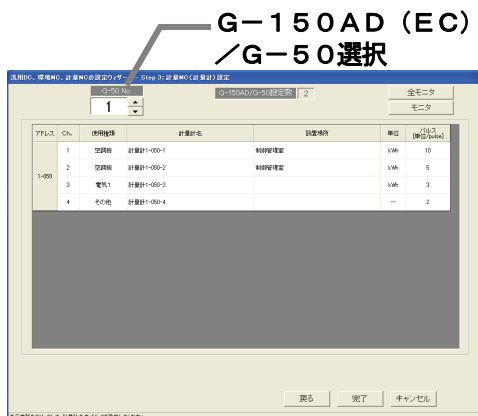 G－150AD（EC）
／G－50選択
汎用DC、環境MC、計量MCの設定ウィザード － Step 3：計量MC（計量計）設定
G-50 No.
1
G-150AD/G-50設定数 2
全モニタ
モニタ
アドレス Ch. 使用種類 計量計名 設置場所 単位 パルス
[単位/pulse]
1-050
1 空調機 計量計1-050-1 制御管理室 kWh 10
2 空調機 計量計1-050-2 制御管理室 kWh 5
3 電気1 計量計1-050-3 kWh 3
4 その他 計量計1-050-4 --- 2
戻る 完了 キャンセル